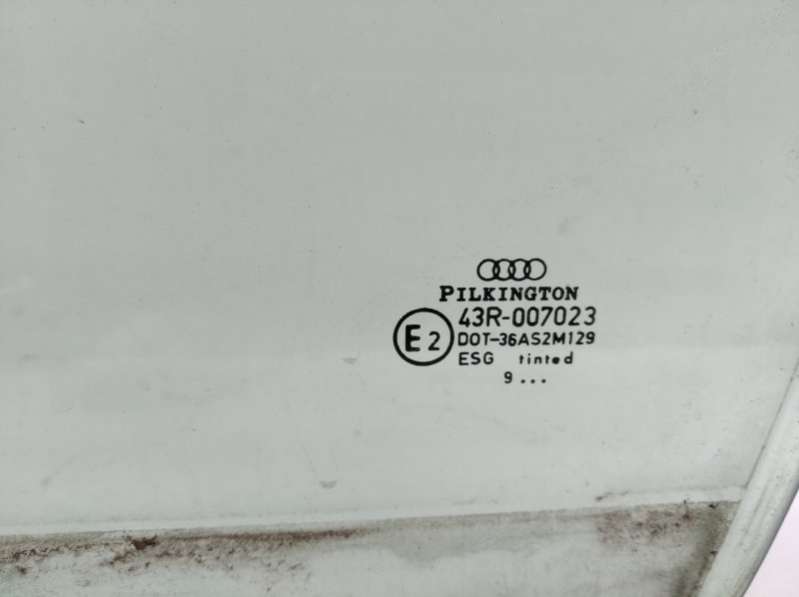 PILKINGTON
43R-007023
E2
DOT-36AS2M129
ESG tinted
9...